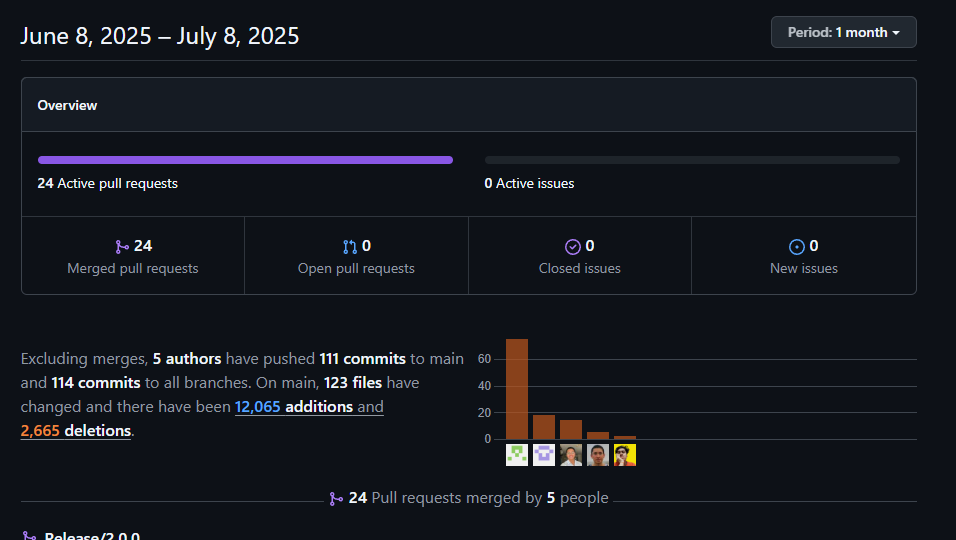 June 8, 2025 – July 8, 2025
Period: 1 month
Overview
24 Active pull requests
0 Active issues
24
Merged pull requests
0
Open pull requests
0
Closed issues
0
New issues
Excluding merges, 5 authors have pushed 111 commits to main
and 114 commits to all branches. On main, 123 files have
changed and there have been 12,065 additions and
2,665 deletions.
60
40
20
0
24 Pull requests merged by 5 people
Release/2.0.0